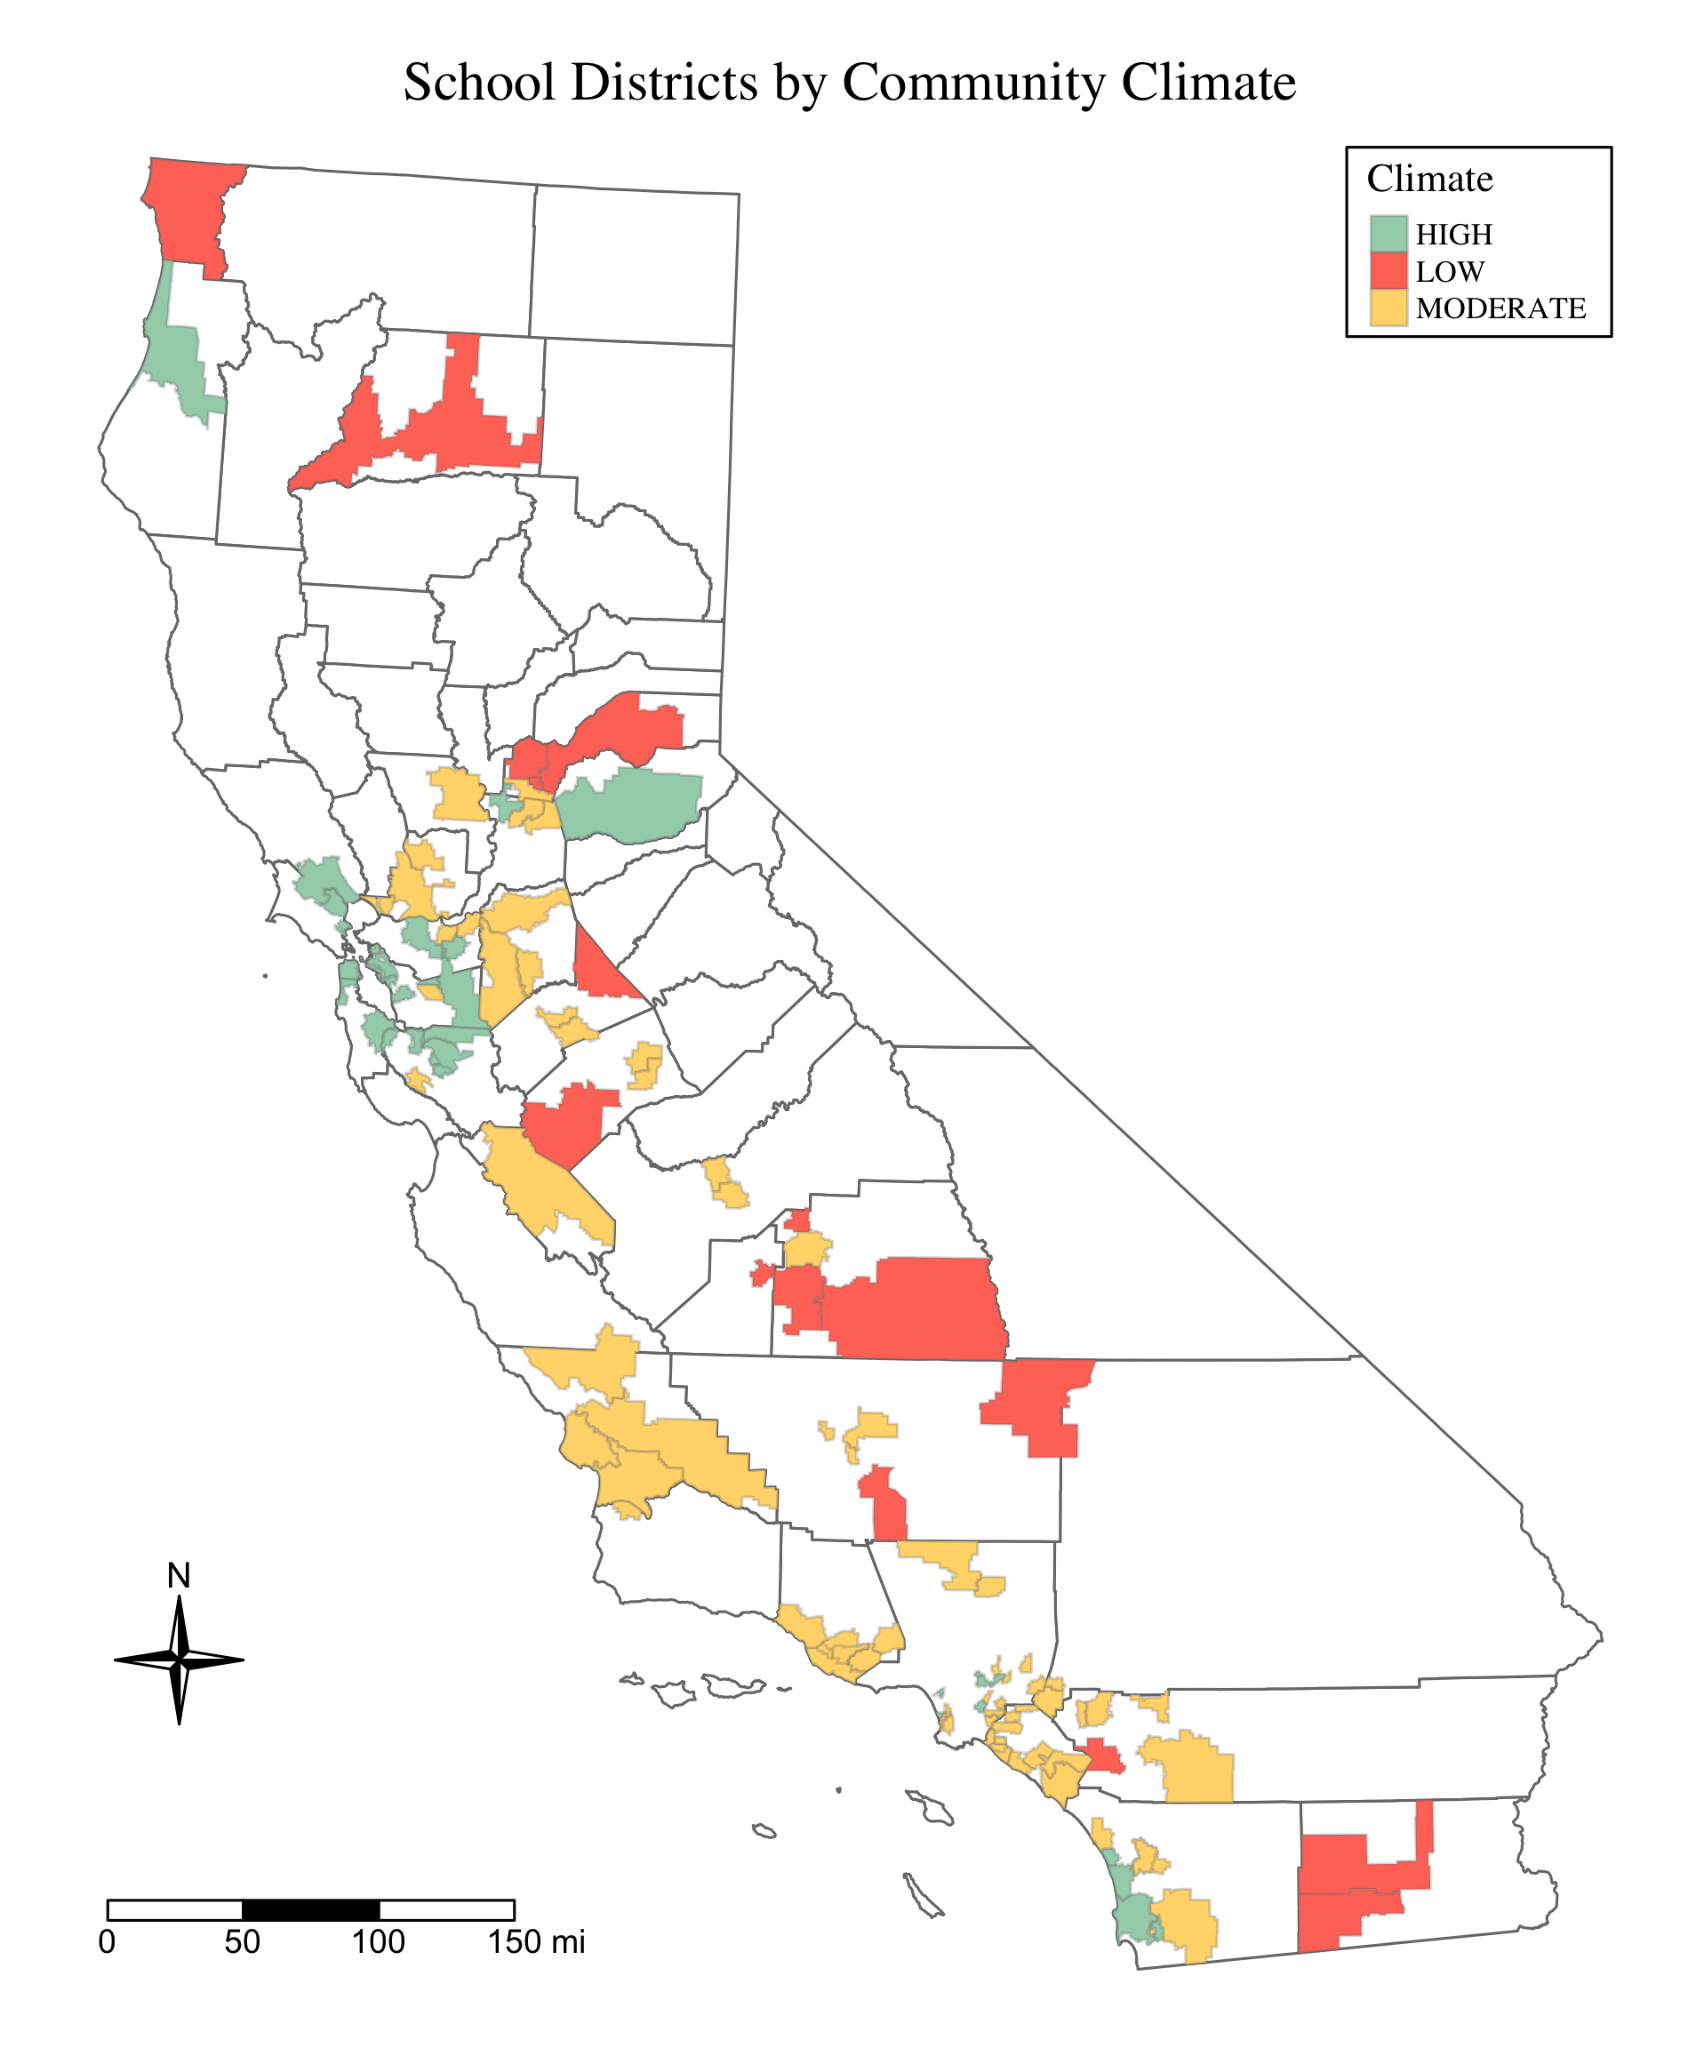 School Districts by Community Climate
Climate
HIGH
LOW
MODERATE
N
0 50 100 150 mi